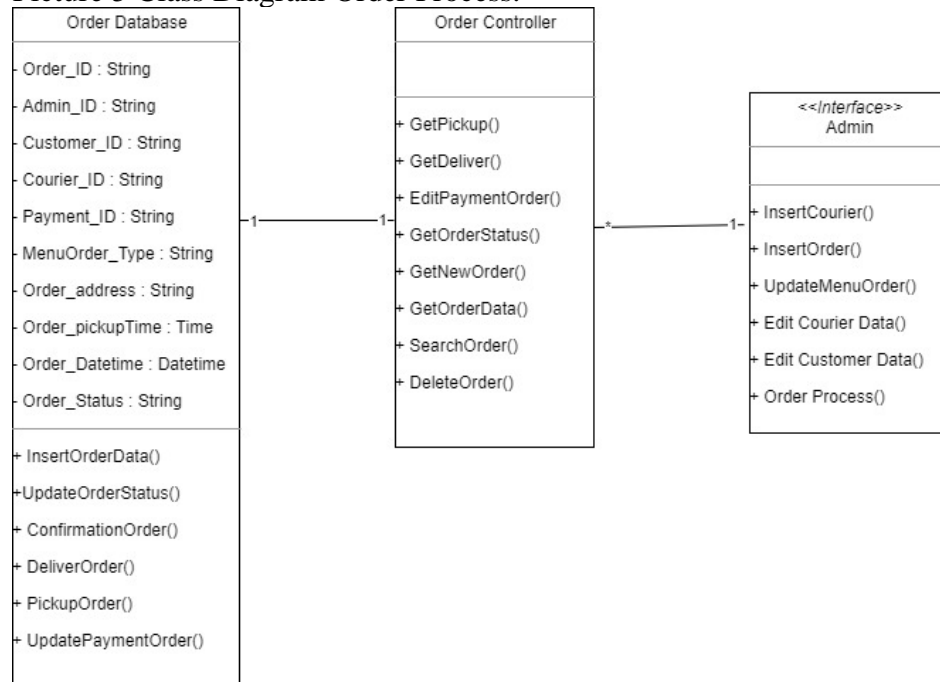 Picture 3 Class Diagram Order Process.
Order Database
- Order_ID : String
- Admin_ID : String
- Customer_ID : String
- Courier_ID : String
- Payment_ID : String
- MenuOrder_Type : String
- Order_address : String
- Order_pickupTime : Time
- Order_Datetime : Datetime
- Order_Status : String
+ InsertOrderData()
+UpdateOrderStatus()
+ ConfirmationOrder()
+ DeliverOrder()
+ PickupOrder()
+ UpdatePaymentOrder()
1
1
Order Controller
+ GetPickup()
+ GetDeliver()
+ EditPaymentOrder()
+ GetOrderStatus()
+ GetNewOrder()
+ GetOrderData()
+ SearchOrder()
+ DeleteOrder()
*
1
<<Interface>>
Admin
+ InsertCourier()
+ InsertOrder()
+ UpdateMenuOrder()
+ Edit Courier Data()
+ Edit Customer Data()
+ Order Process()